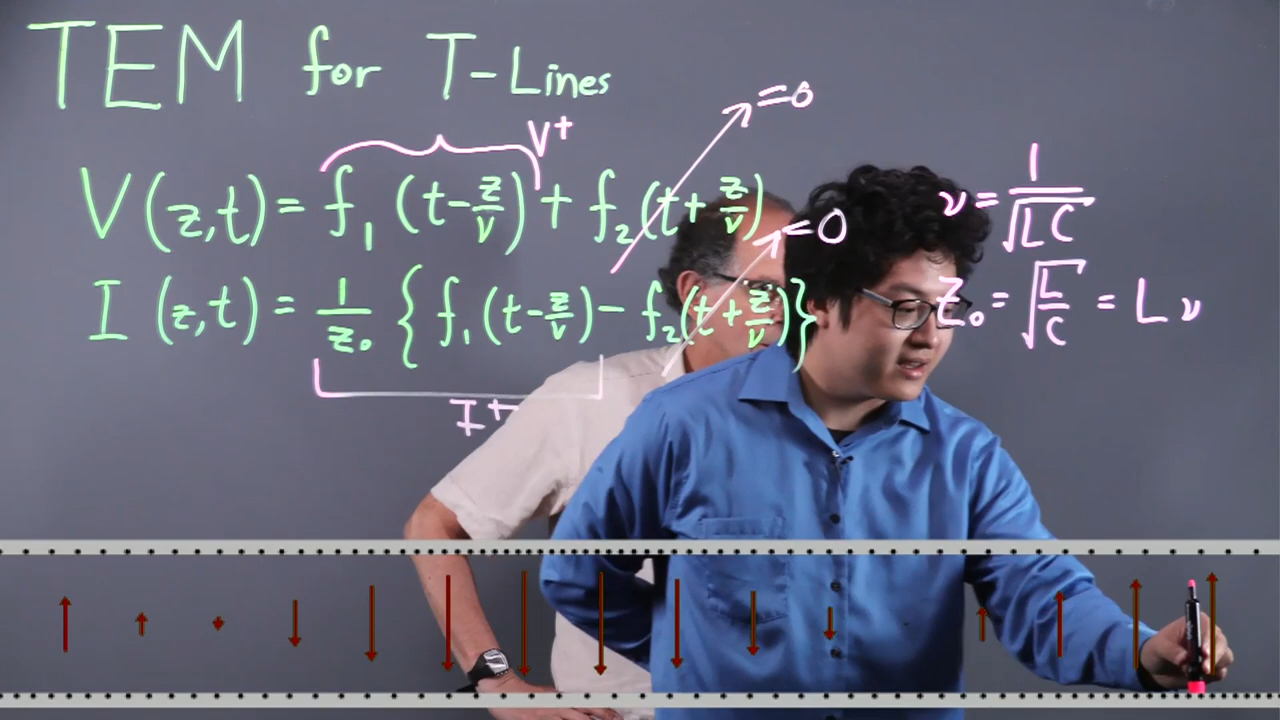 TEM for T-Lines
V⁺ =0
V(z,t) = f₁(t-z/v) + f₂(t+z/v)
=0
v = 1/√LC
I(z,t) = 1/z₀ {f₁(t-z/v) - f₂(t+z/v)}
Z₀ = √L/C = Lv
I⁺